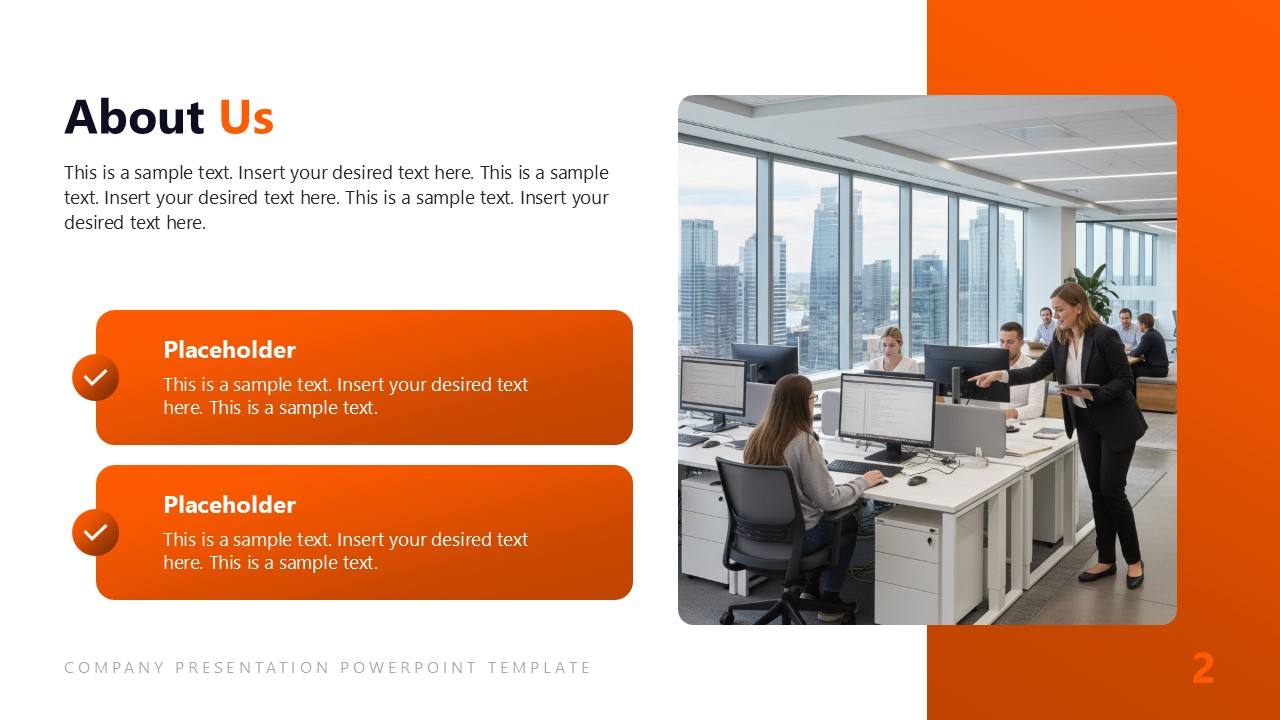 About Us
This is a sample text. Insert your desired text here. This is a sample
text. Insert your desired text here. This is a sample text. Insert your
desired text here.
Placeholder
This is a sample text. Insert your desired text
here. This is a sample text.
Placeholder
This is a sample text. Insert your desired text
here. This is a sample text.
COMPANY PRESENTATION POWERPOINT TEMPLATE
2